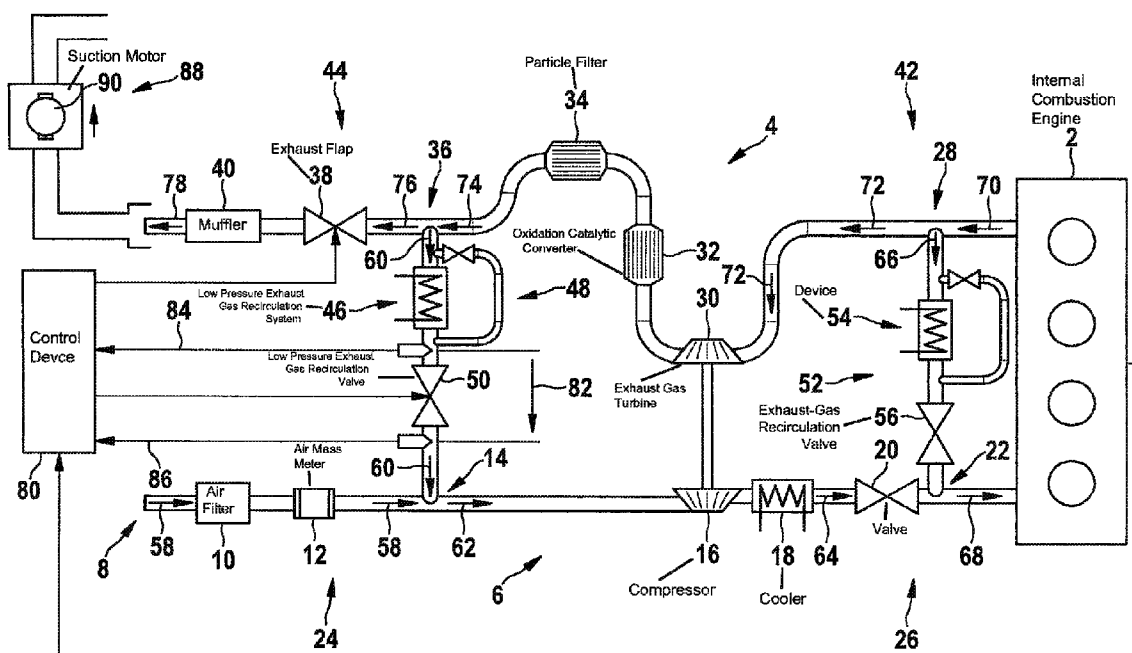 Suction Motor
90
88
44
Particle Filter
34
42
Internal
Combustion
Engine
2
4
Exhaust Flap
38
36
28
40
78
76
74
72
70
Muffler
60
66
Oxidation Catalytic
Converter
32
72
Low Pressure Exhaust
Gas Recirculation
System
46
48
Device
54
30
Control
Devce
84
Low Pressure Exhaust
Gas Recirculation
Valve
50
82
Exhaust Gas
Turbine
52
Exhaust-Gas
Recirculation
Valve
56
20
22
80
86
Air Mass
Meter
60
14
Air
Filter
58
10
12
58
62
16
18
64
Valve
68
8
6
Compressor
Cooler
24
26